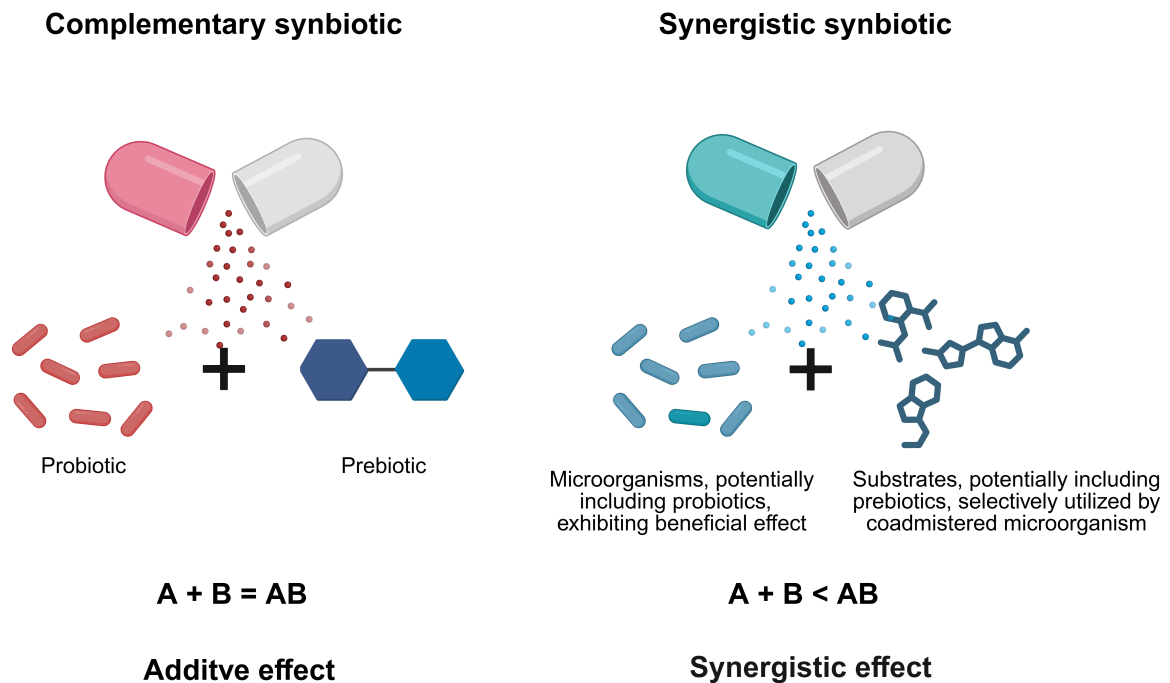 Complementary synbiotic
Synergistic synbiotic
Probiotic
Prebiotic
Microorganisms, potentially
including probiotics,
exhibiting beneficial effect
Substrates, potentially including
prebiotics, selectively utilized by
coadmistered microorganism
A + B = AB
A + B < AB
Additve effect
Synergistic effect